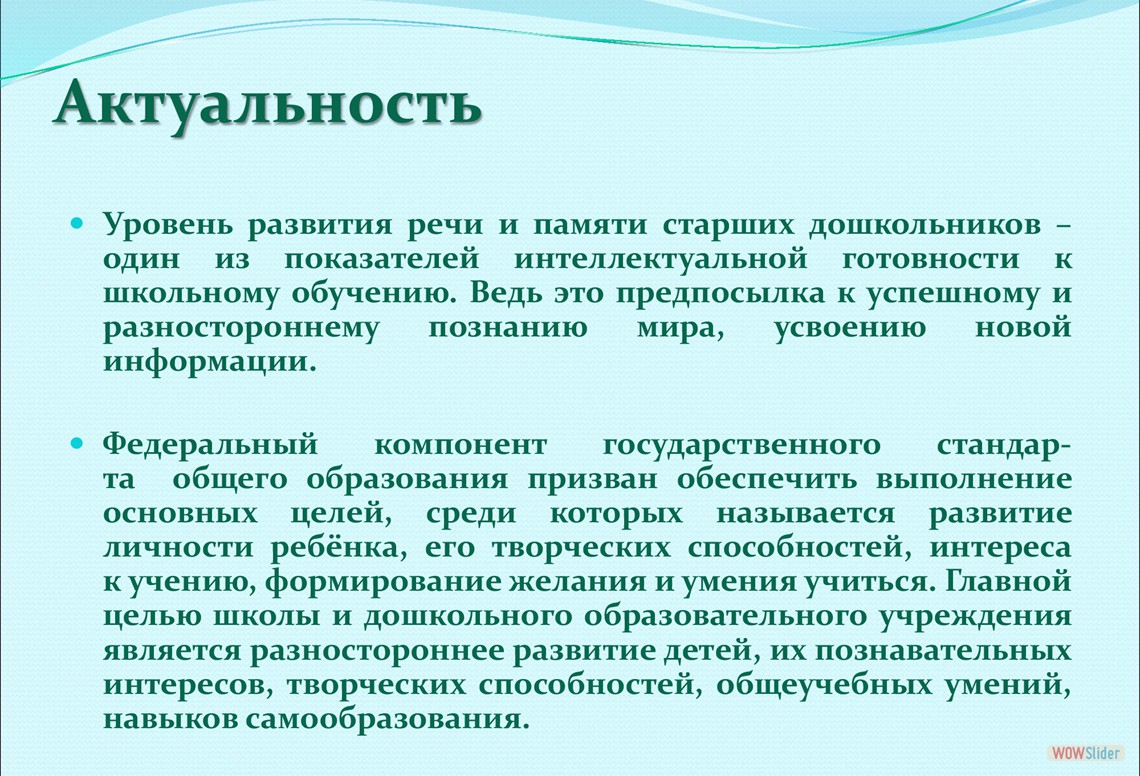 Актуальность
Уровень развития речи и памяти старших дошкольников –
один из показателей интеллектуальной готовности к
школьному обучению. Ведь это предпосылка к успешному и
разностороннему познанию мира, усвоению новой
информации.
Федеральный компонент государственного стандар-
та общего образования призван обеспечить выполнение
основных целей, среди которых называется развитие
личности ребёнка, его творческих способностей, интереса
к учению, формирование желания и умения учиться. Главной
целью школы и дошкольного образовательного учреждения
является разностороннее развитие детей, их познавательных
интересов, творческих способностей, общеучебных умений,
навыков самообразования.
WOWSlider